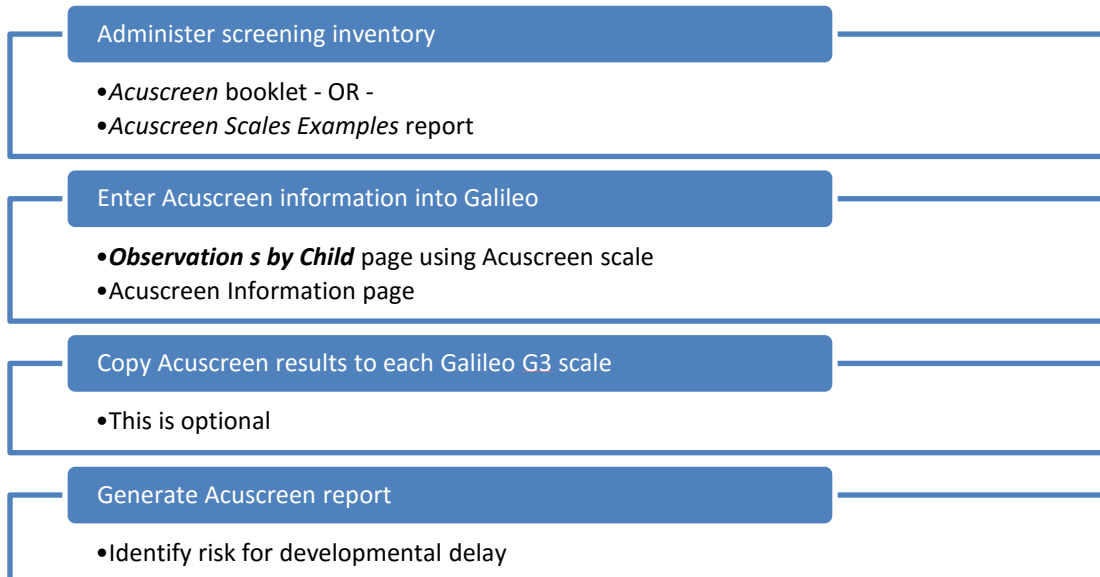 Administer screening inventory
•Acuscreen booklet - OR -
•Acuscreen Scales Examples report
Enter Acuscreen information into Galileo
•Observation s by Child page using Acuscreen scale
•Acuscreen Information page
Copy Acuscreen results to each Galileo G3 scale
•This is optional
Generate Acuscreen report
•Identify risk for developmental delay